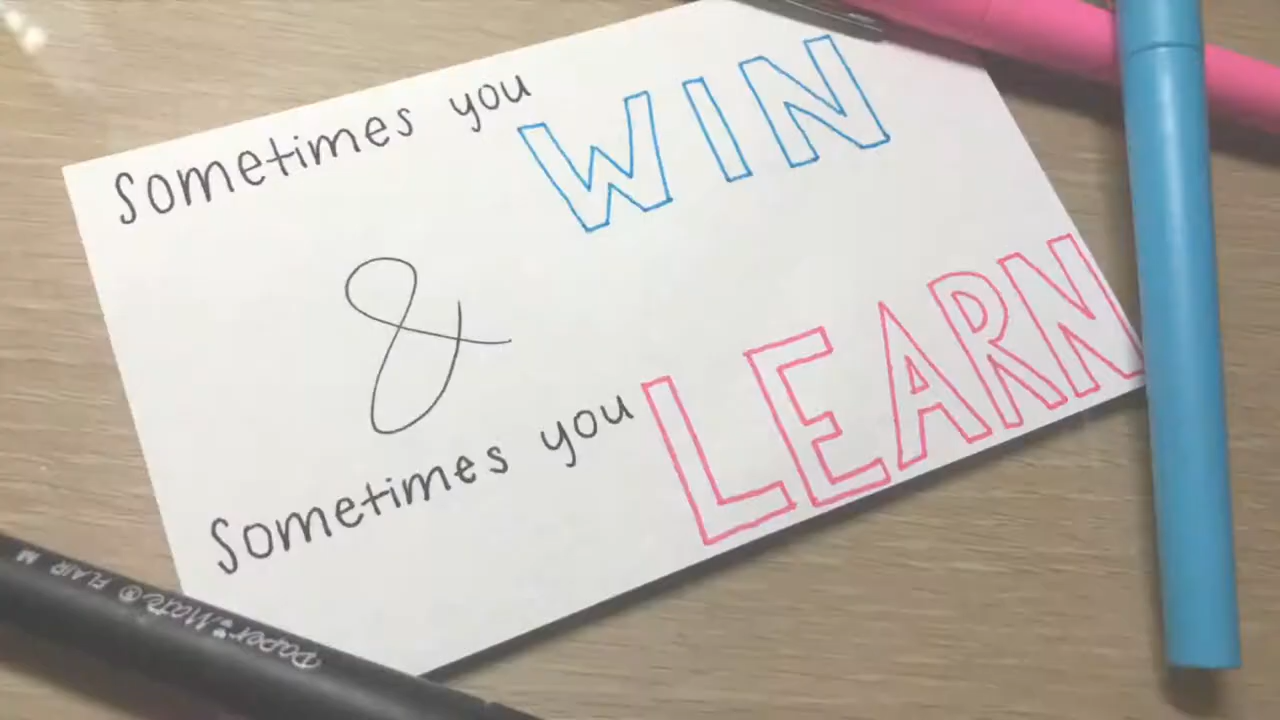 Sometimes you WIN
&
Sometimes you LEARN
Paper:Mate® FLAIR M